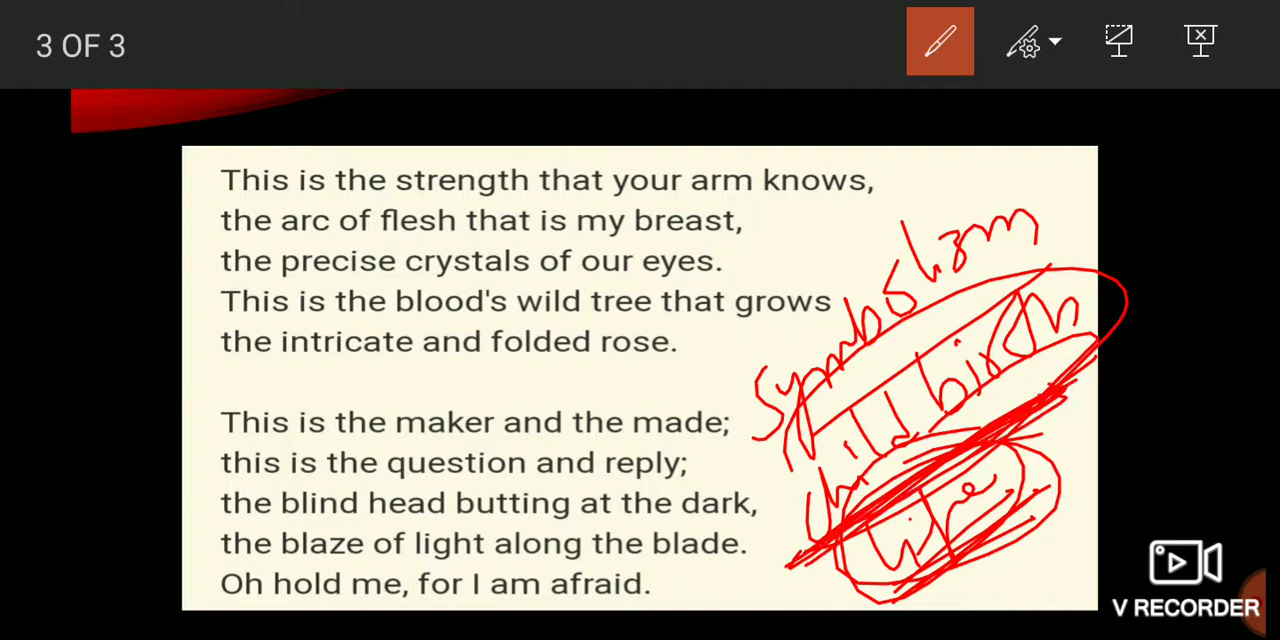 3 OF 3
This is the strength that your arm knows,
the arc of flesh that is my breast,
the precise crystals of our eyes.
This is the blood's wild tree that grows
the intricate and folded rose.
This is the maker and the made;
this is the question and reply;
the blind head butting at the dark,
the blaze of light along the blade.
Oh hold me, for I am afraid.
Symbolizm
child birth
V RECORDER